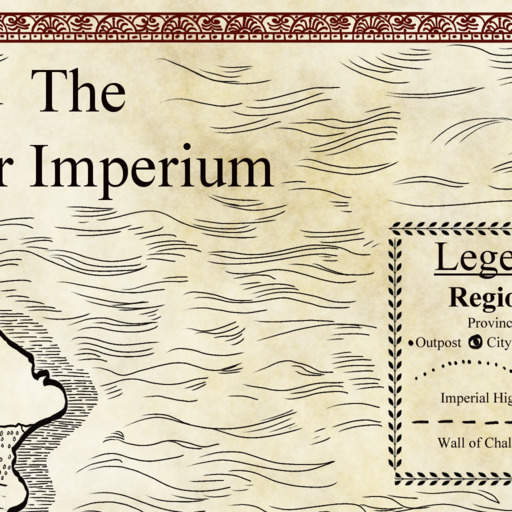 The
r Imperium
Lege
Regio
Provinc
Outpost City
Imperial Hig
Wall of Chal